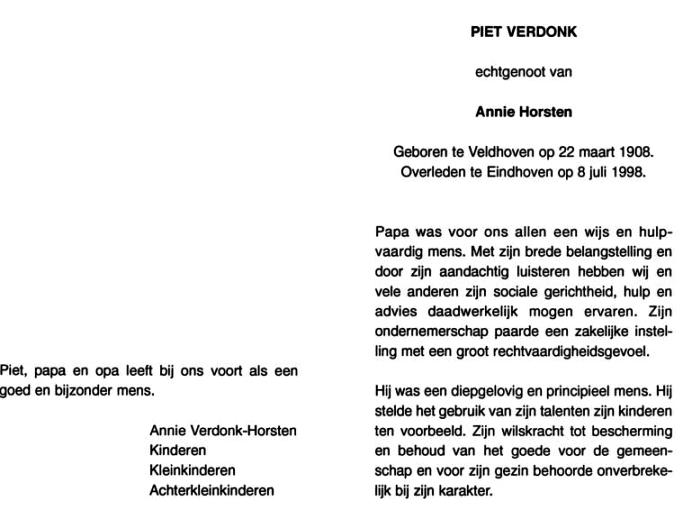 Piet, papa en opa leeft bij ons voort als een
goed en bijzonder mens.
Annie Verdonk-Horsten
Kinderen
Kleinkinderen
Achterkleinkinderen
PIET VERDONK
echtgenoot van
Annie Horsten
Geboren te Veldhoven op 22 maart 1908.
Overleden te Eindhoven op 8 juli 1998.
Papa was voor ons allen een wijs en hulp-
vaardig mens. Met zijn brede belangstelling en
door zijn aandachtig luisteren hebben wij en
vele anderen zijn sociale gerichtheid, hulp en
advies daadwerkelijk mogen ervaren. Zijn
ondernemerschap paarde een zakelijke instel-
ling met een groot rechtvaardigheidsgevoel.
Hij was een diepgelovig en principieel mens. Hij
stelde het gebruik van zijn talenten zijn kinderen
ten voorbeeld. Zijn wilskracht tot bescherming
en behoud van het goede voor de gemeen-
schap en voor zijn gezin behoorde onverbreke-
lijk bij zijn karakter.